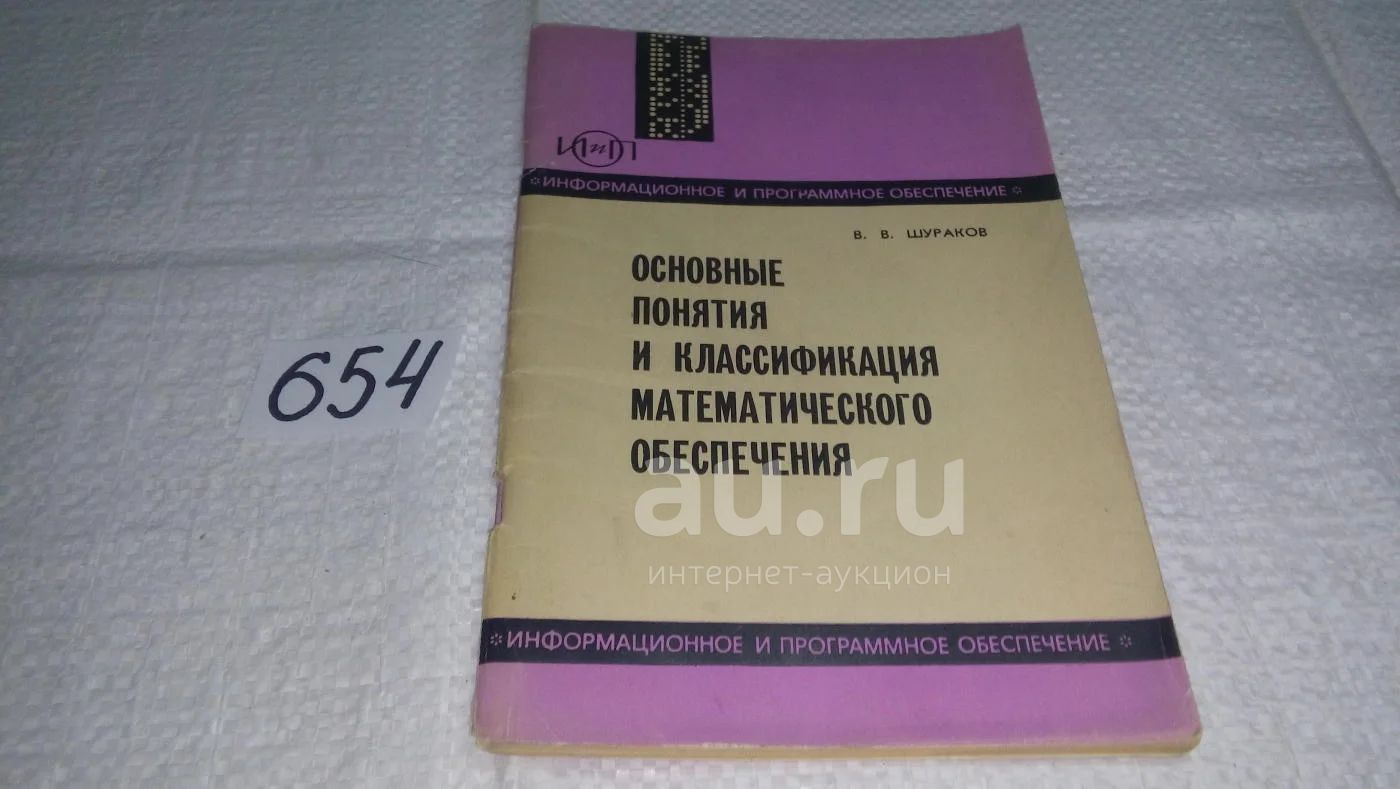 ИиП
* ИНФОРМАЦИОННОЕ И ПРОГРАММНОЕ ОБЕСПЕЧЕНИЕ *
В. В. ШУРАКОВ
ОСНОВНЫЕ
ПОНЯТИЯ
И КЛАССИФИКАЦИЯ
МАТЕМАТИЧЕСКОГО
ОБЕСПЕЧЕНИЯ
654
au.ru
интернет-аукцион
* ИНФОРМАЦИОННОЕ И ПРОГРАММНОЕ ОБЕСПЕЧЕНИЕ *